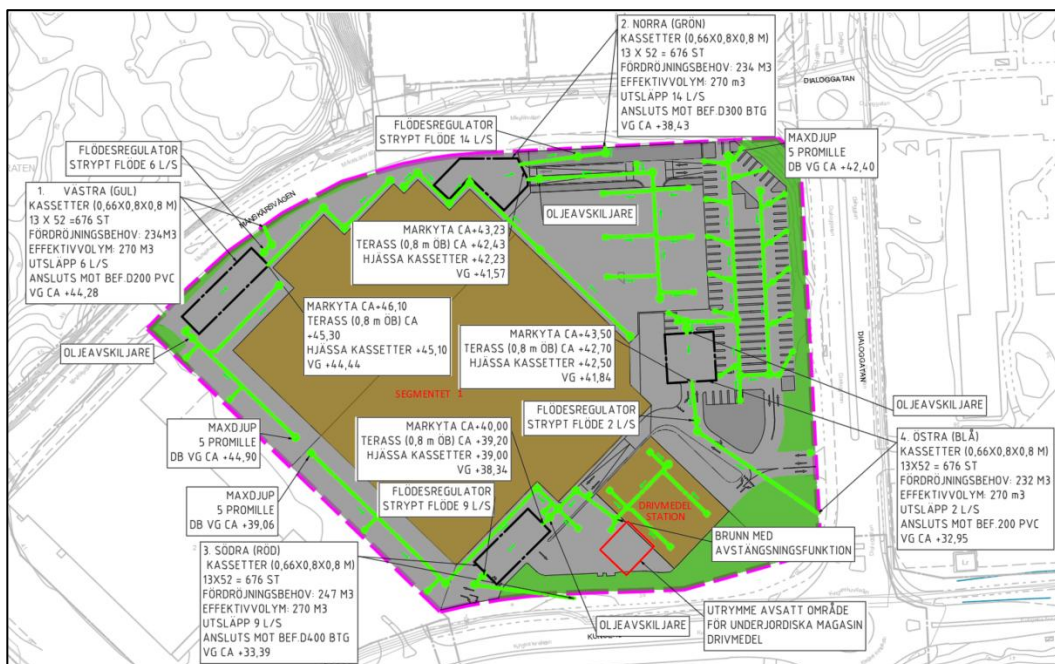 2. NORRA (GRÖN)
KASSETTER (0,66X0,8X0,8 M)
13 X 52 = 676 ST
FÖRDRÖJNINGSBEHOV: 234 M3
EFFEKTIVVOLYM: 270 m3
UTSLÄPP 14 L/S
ANSLUTS MOT BEF.D300 BTG
VG CA +38,43
DIALOGGATAN
FLÖDESREGULATOR
STRYPT FLÖDE 14 L/S
MAXDJUP
5 PROMILLE
DB VG CA +42,40
FLÖDESREGULATOR
STRYPT FLÖDE 6 L/S
1. VÄSTRA (GUL)
KASSETTER (0,66X0,8X0,8 M)
13 X 52 =676 ST
FÖRDRÖJNINGSBEHOV: 234M3
EFFEKTIVVOLYM: 270 M3
UTSLÄPP 6 L/S
ANSLUTS MOT BEF.D200 PVC
VG CA +44,28
OLJEAVSKILJARE
MARKYTA CA+43,23
TERASS (0,8 m ÖB) CA
+42,43
HJÄSSA KASSETTER +42,23
VG +41,57
MARKYTA CA+46,10
TERASS (0,8 m ÖB) CA
+45,30
HJÄSSA KASSETTER +45,10
VG +44,44
MARKYTA CA+43,50
TERASS (0,8 m ÖB) CA +42,70
HJÄSSA KASSETTER +42,50
VG +41,84
OLJEAVSKILJARE
DIALOGGATAN
SEGMENTET 1
OLJEAVSKILJARE
FLÖDESREGULATOR
STRYPT FLÖDE 2 L/S
MARKYTA CA+40,00
TERASS (0,8 m ÖB) CA +39,20
HJÄSSA KASSETTER +39,00
VG +38,34
MAXDJUP
5 PROMILLE
DB VG CA +44,90
4. ÖSTRA (BLÅ)
KASSETTER (0,66X0,8X0,8 M)
13X52 = 676 ST
FÖRDRÖJNINGSBEHOV: 232 M3
EFFEKTIVVOLYM: 270 m3
UTSLÄPP 2 L/S
ANSLUTS MOT BEF.200 PVC
VG CA +32,95
FLÖDESREGULATOR
STRYPT FLÖDE 9 L/S
MAXDJUP
5 PROMILLE
DB VG CA +39,06
DRIVMEDEL
STATION
BRUNN MED
AVSTÄNGSNINGSFUNKTION
3. SÖDRA (RÖD)
KASSETTER (0,66X0,8X0,8 M)
13X52 = 676 ST
FÖRDRÖJNINGSBEHOV: 247 M3
EFFEKTIVVOLYM: 270 M3
UTSLÄPP 9 L/S
ANSLUTS MOT BEF.D400 BTG
VG CA +33,39
OLJEAVSKILJARE
UTRYMME AVSATT OMRÅDE
FÖR UNDERJORDISKA MAGASIN
DRIVMEDEL